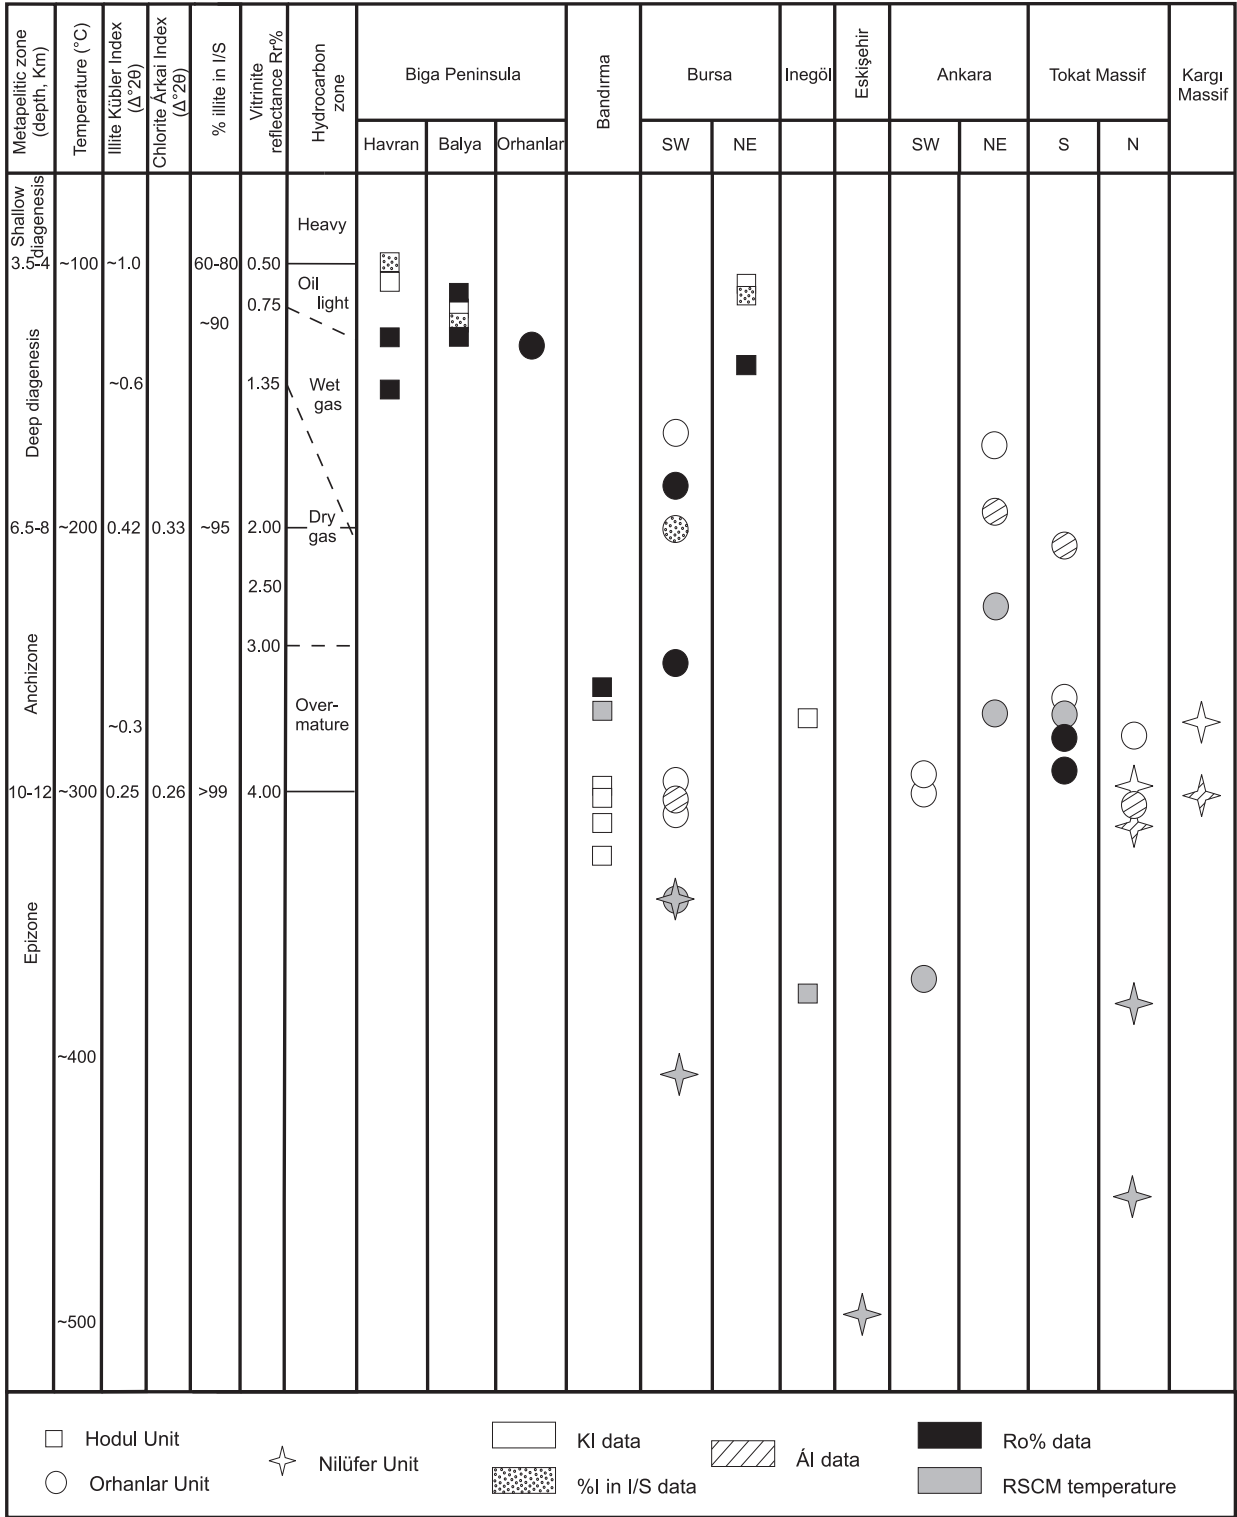 Metapelitic zone
(depth, Km)
Temperature (°C)
Illite Kübler Index
(Δ°2θ)
Chlorite Árkai Index
(Δ°2θ)
% illite in I/S
Vitrinite
reflectance Rr%
Hydrocarbon
zone
Biga Peninsula
Havran
Balya
Orhanlar
Bandırma
Bursa
SW
NE
Inegöl
Eskişehir
Ankara
SW
NE
Tokat Massif
S
N
Kargı
Massif
Shallow
diagenesis
Heavy
3.5-4
~100
~1.0
60-80
0.50
Oil
light
0.75
~90
Deep diagenesis
~0.6
1.35
Wet
gas
6.5-8
~200
0.42
0.33
~95
2.00
Dry
gas
2.50
3.00
Anchizone
~0.3
Over-
mature
10-12
~300
0.25
0.26
>99
4.00
Epizone
~400
~500
Hodul Unit
Orhanlar Unit
Nilüfer Unit
KI data
%I in I/S data
ÁI data
Ro% data
RSCM temperature